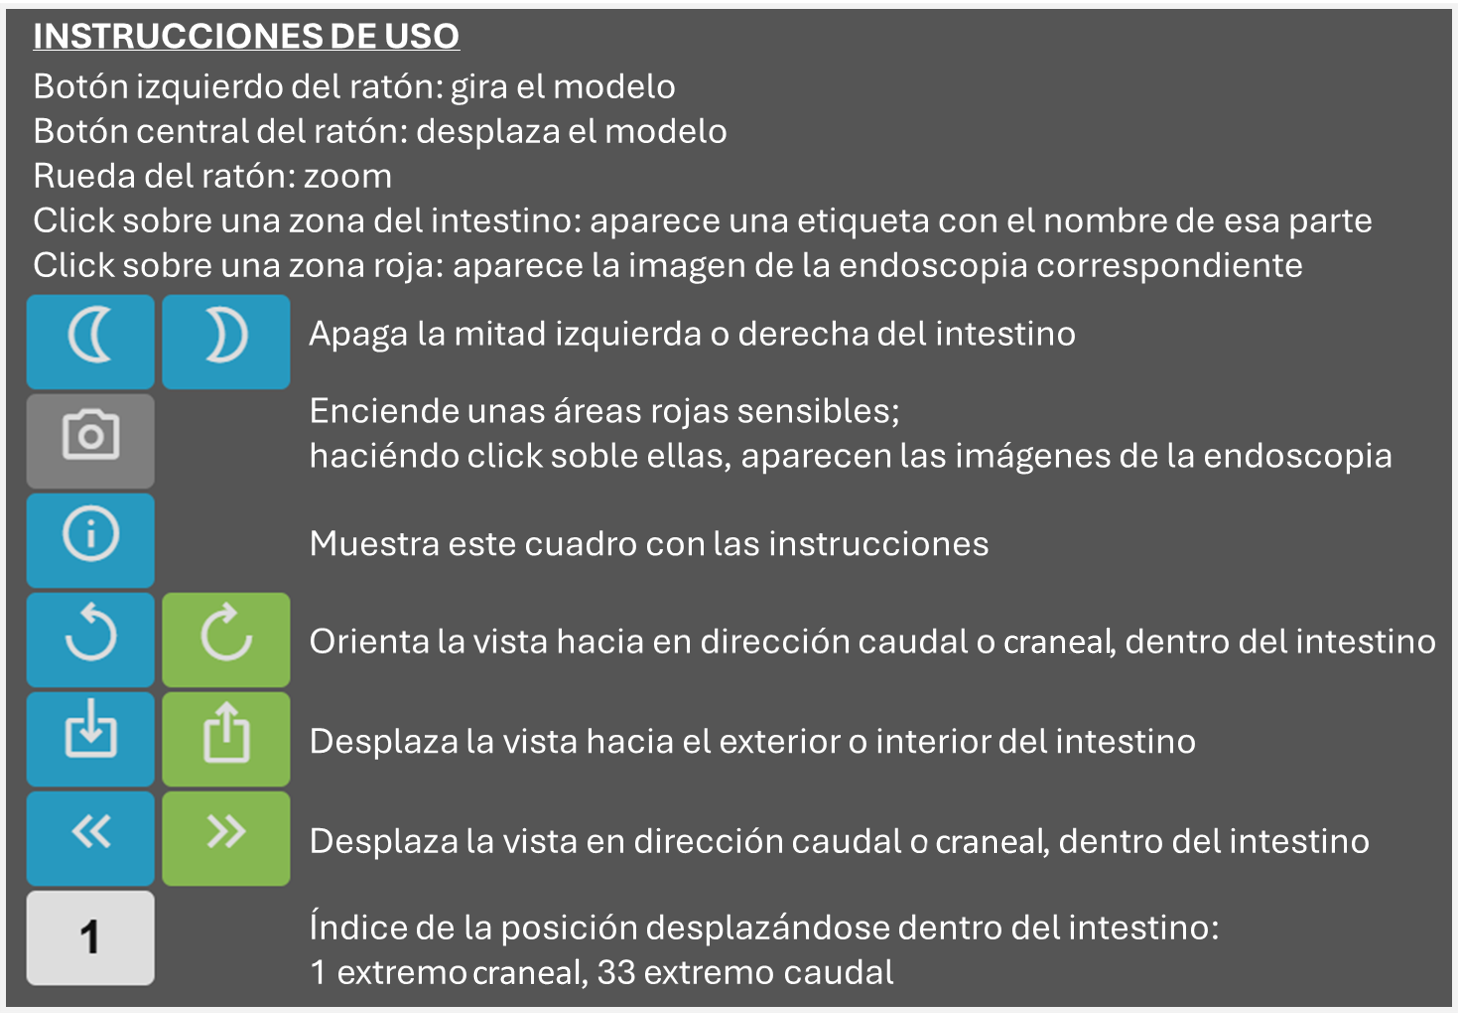 INSTRUCCIONES DE USO
Botón izquierdo del ratón: gira el modelo
Botón central del ratón: desplaza el modelo
Rueda del ratón: zoom
Click sobre una zona del intestino: aparece una etiqueta con el nombre de esa parte
Click sobre una zona roja: aparece la imagen de la endoscopia correspondiente
Apaga la mitad izquierda o derecha del intestino
Enciende unas áreas rojas sensibles;
haciéndo click soble ellas, aparecen las imágenes de la endoscopia
Muestra este cuadro con las instrucciones
Orienta la vista hacia en dirección caudal o craneal, dentro del intestino
Desplaza la vista hacia el exterior o interior del intestino
Desplaza la vista en dirección caudal o craneal, dentro del intestino
1
Índice de la posición desplazándose dentro del intestino:
1 extremo craneal, 33 extremo caudal